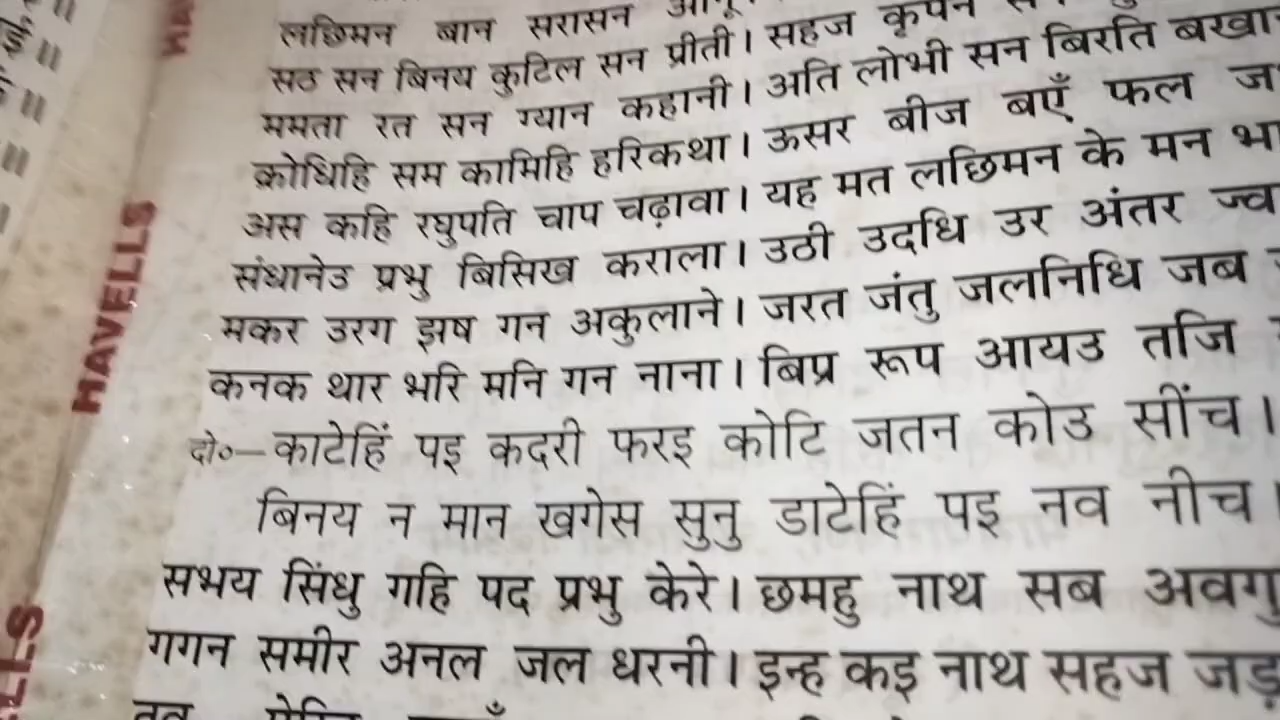 लछिमन बान सरासन आनू
सठ सन बिनय कुटिल सन प्रीती। सहज कृपन
ममता रत सन ग्यान कहानी। अति लोभी सन बिरति
क्रोधिहि सम कामिहि हरिकथा। ऊसर बीज बएँ फल
अस कहि रघुपति चाप चढ़ावा। यह मत लछिमन के मन
संधानेउ प्रभु बिसिख कराला। उठी उदधि उर अंतर
मकर उरग झष गन अकुलाने। जरत जंतु जलनिधि जब
कनक थार भरि मनि गन नाना। बिप्र रूप आयउ तजि
दो०—काटेहिं पइ कदरी फरइ कोटि जतन कोउ सींच।
बिनय न मान खगेस सुनु डाटेहिं पइ नव नीच।
सभय सिंधु गहि पद प्रभु केरे। छमहु नाथ सब
गगन समीर अनल जल धरनी। इन्ह कइ नाथ सहज जड़
HAVELLS